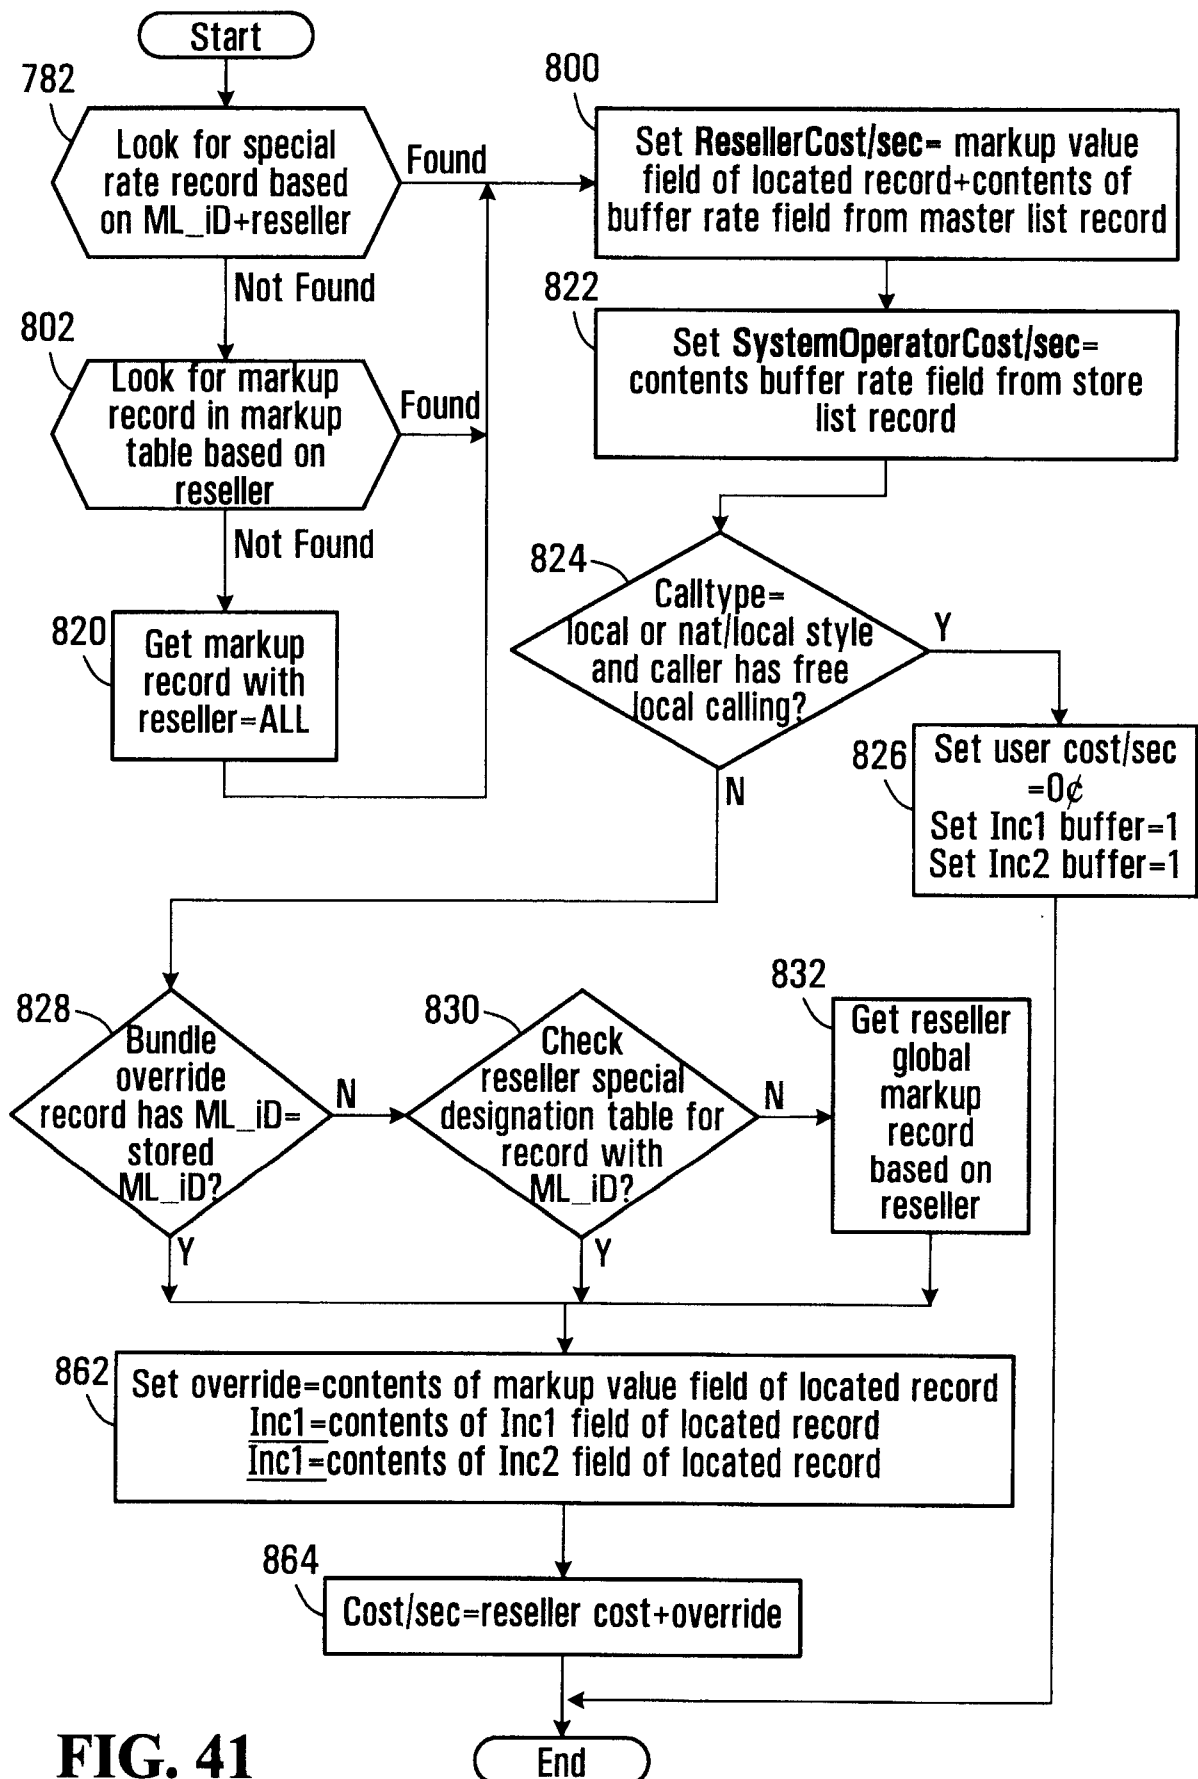 Start
782
Look for special
rate record based
on ML_iD+reseller
Found
Not Found
802
Look for markup
record in markup
table based on
reseller
Found
Not Found
820
Get markup
record with
reseller=ALL
800
Set ResellerCost/sec= markup value
field of located record+contents of
buffer rate field from master list record
822
Set SystemOperatorCost/sec=
contents buffer rate field from store
list record
824
Calltype=
local or nat/local style
and caller has free
local calling?
Y
N
826
Set user cost/sec
=0¢
Set Inc1 buffer=1
Set Inc2 buffer=1
828
Bundle
override
record has ML_iD=
stored
ML_iD?
N
Y
830
Check
reseller special
designation table for
record with
ML_iD?
N
Y
832
Get reseller
global
markup
record
based on
reseller
862
Set override=contents of markup value field of located record
Inc1=contents of Inc1 field of located record
Inc1=contents of Inc2 field of located record
864
Cost/sec=reseller cost+override
End
FIG. 41